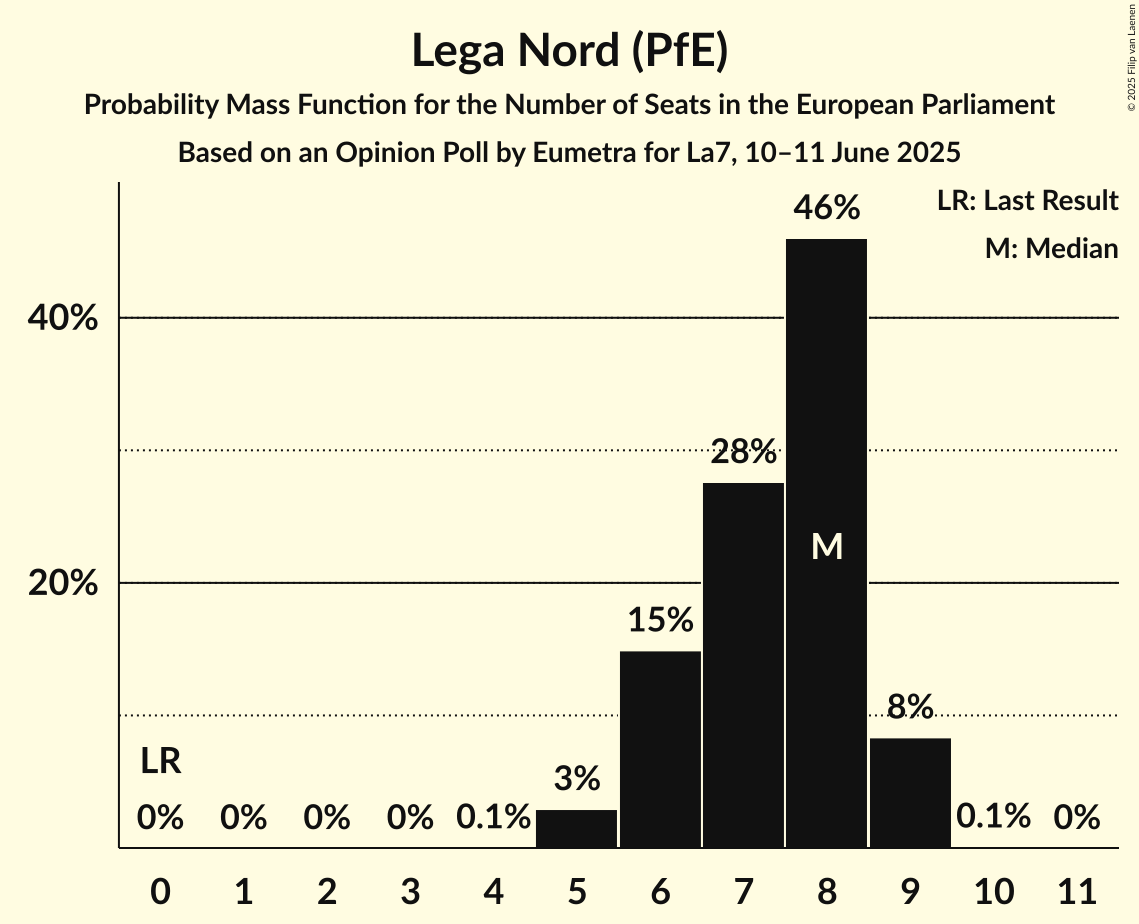 Lega Nord (PfE)
Probability Mass Function for the Number of Seats in the European Parliament
Based on an Opinion Poll by Eumetra for La7, 10–11 June 2025
© 2025 Filip van Laenen
LR: Last Result
M: Median
46%
40%
28%
M
20%
15%
8%
LR
3%
0% 0% 0% 0% 0.1% 0.1% 0%
0 1 2 3 4 5 6 7 8 9 10 11